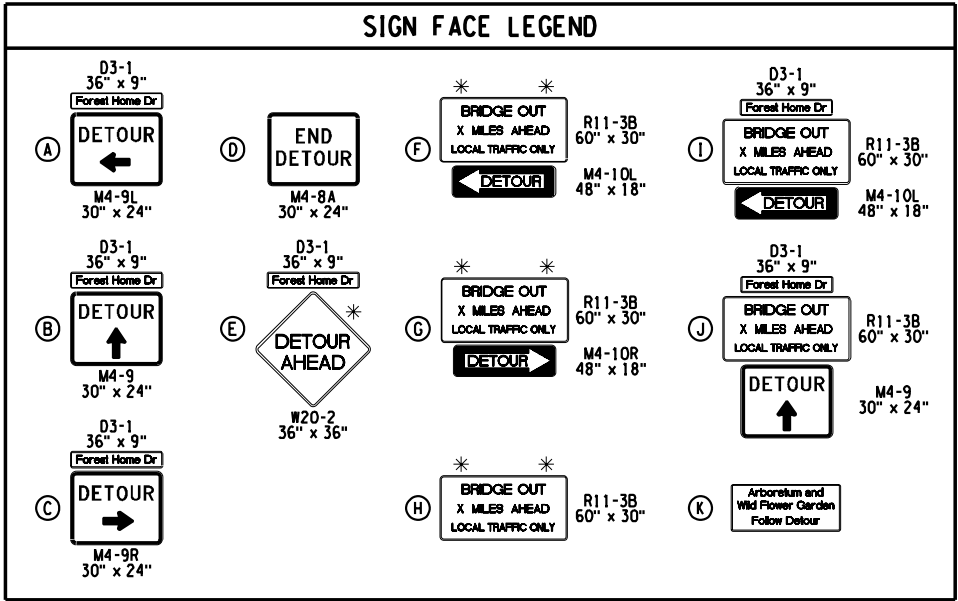 SIGN FACE LEGEND
D3-1
36" x 9"
Forest Home Dr
A
DETOUR
M4-9L
30" x 24"
D3-1
36" x 9"
Forest Home Dr
B
DETOUR
M4-9
30" x 24"
D3-1
36" x 9"
Forest Home Dr
C
DETOUR
M4-9R
30" x 24"
D
END
DETOUR
M4-8A
30" x 24"
D3-1
36" x 9"
Forest Home Dr
E
*
DETOUR
AHEAD
W20-2
36" x 36"
* *
F
BRIDGE OUT
X MILES AHEAD
LOCAL TRAFFIC ONLY
R11-3B
60" x 30"
DETOUR
M4-10L
48" x 18"
* *
G
BRIDGE OUT
X MILES AHEAD
LOCAL TRAFFIC ONLY
R11-3B
60" x 30"
DETOUR
M4-10R
48" x 18"
* *
H
BRIDGE OUT
X MILES AHEAD
LOCAL TRAFFIC ONLY
R11-3B
60" x 30"
D3-1
36" x 9"
Forest Home Dr
I
BRIDGE OUT
X MILES AHEAD
LOCAL TRAFFIC ONLY
R11-3B
60" x 30"
DETOUR
M4-10L
48" x 18"
D3-1
36" x 9"
Forest Home Dr
J
BRIDGE OUT
X MILES AHEAD
LOCAL TRAFFIC ONLY
R11-3B
60" x 30"
DETOUR
M4-9
30" x 24"
K
Arboretum and
Wild Flower Garden
Follow Detour